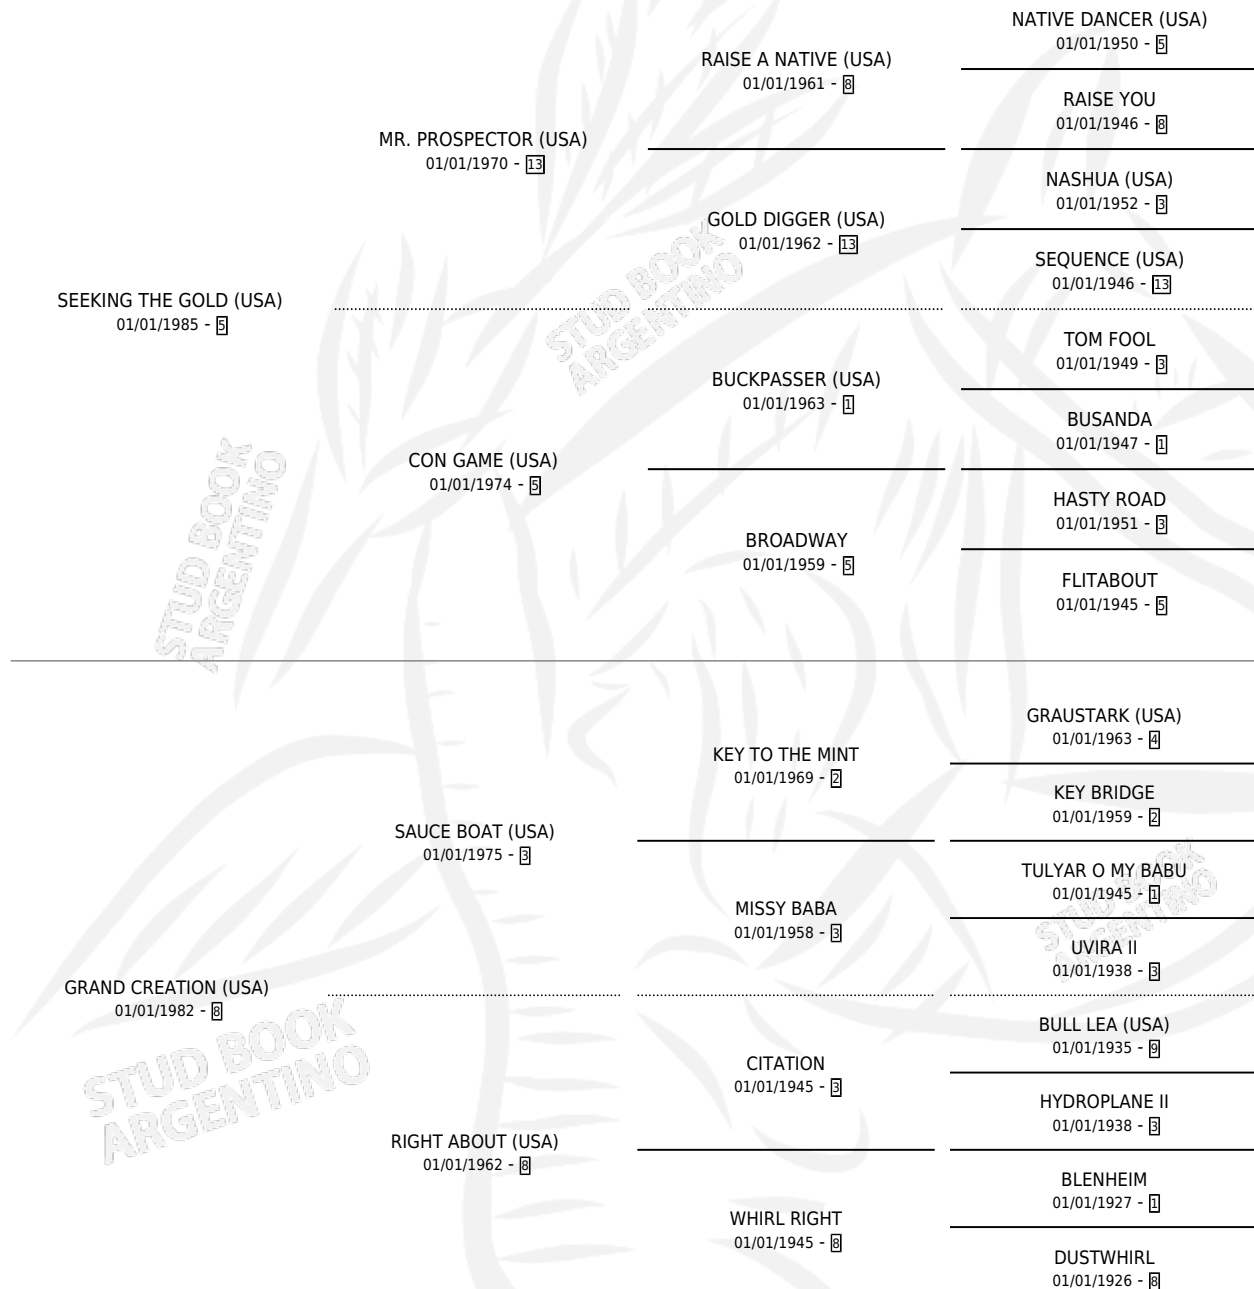 NATIVE DANCER (USA)
01/01/1950 - 5
RAISE A NATIVE (USA)
01/01/1961 - 8
RAISE YOU
01/01/1946 - 8
MR. PROSPECTOR (USA)
01/01/1970 - 13
NASHUA (USA)
01/01/1952 - 3
GOLD DIGGER (USA)
01/01/1962 - 13
SEQUENCE (USA)
01/01/1946 - 13
SEEKING THE GOLD (USA)
01/01/1985 - 5
STUD BOOK
ARGENTINO
TOM FOOL
01/01/1949 - 3
BUCKPASSER (USA)
01/01/1963 - 1
BUSANDA
01/01/1947 - 1
CON GAME (USA)
01/01/1974 - 5
HASTY ROAD
01/01/1951 - 3
BROADWAY
01/01/1959 - 5
FLITABOUT
01/01/1945 - 5
STUD BOOK
ARGENTINO
GRAUSTARK (USA)
01/01/1963 - 4
KEY TO THE MINT
01/01/1969 - 2
KEY BRIDGE
01/01/1959 - 2
SAUCE BOAT (USA)
01/01/1975 - 3
TULYAR O MY BABU
01/01/1945 - 1
MISSY BABA
01/01/1958 - 3
UVIRA II
01/01/1938 - 3
STUD BOOK
ARGENTINO
GRAND CREATION (USA)
01/01/1982 - 8
BULL LEA (USA)
01/01/1935 - 9
CITATION
01/01/1945 - 3
HYDROPLANE II
01/01/1938 - 3
STUD BOOK
ARGENTINO
RIGHT ABOUT (USA)
01/01/1962 - 8
BLENHEIM
01/01/1927 - 1
WHIRL RIGHT
01/01/1945 - 8
DUSTWHIRL
01/01/1926 - 8